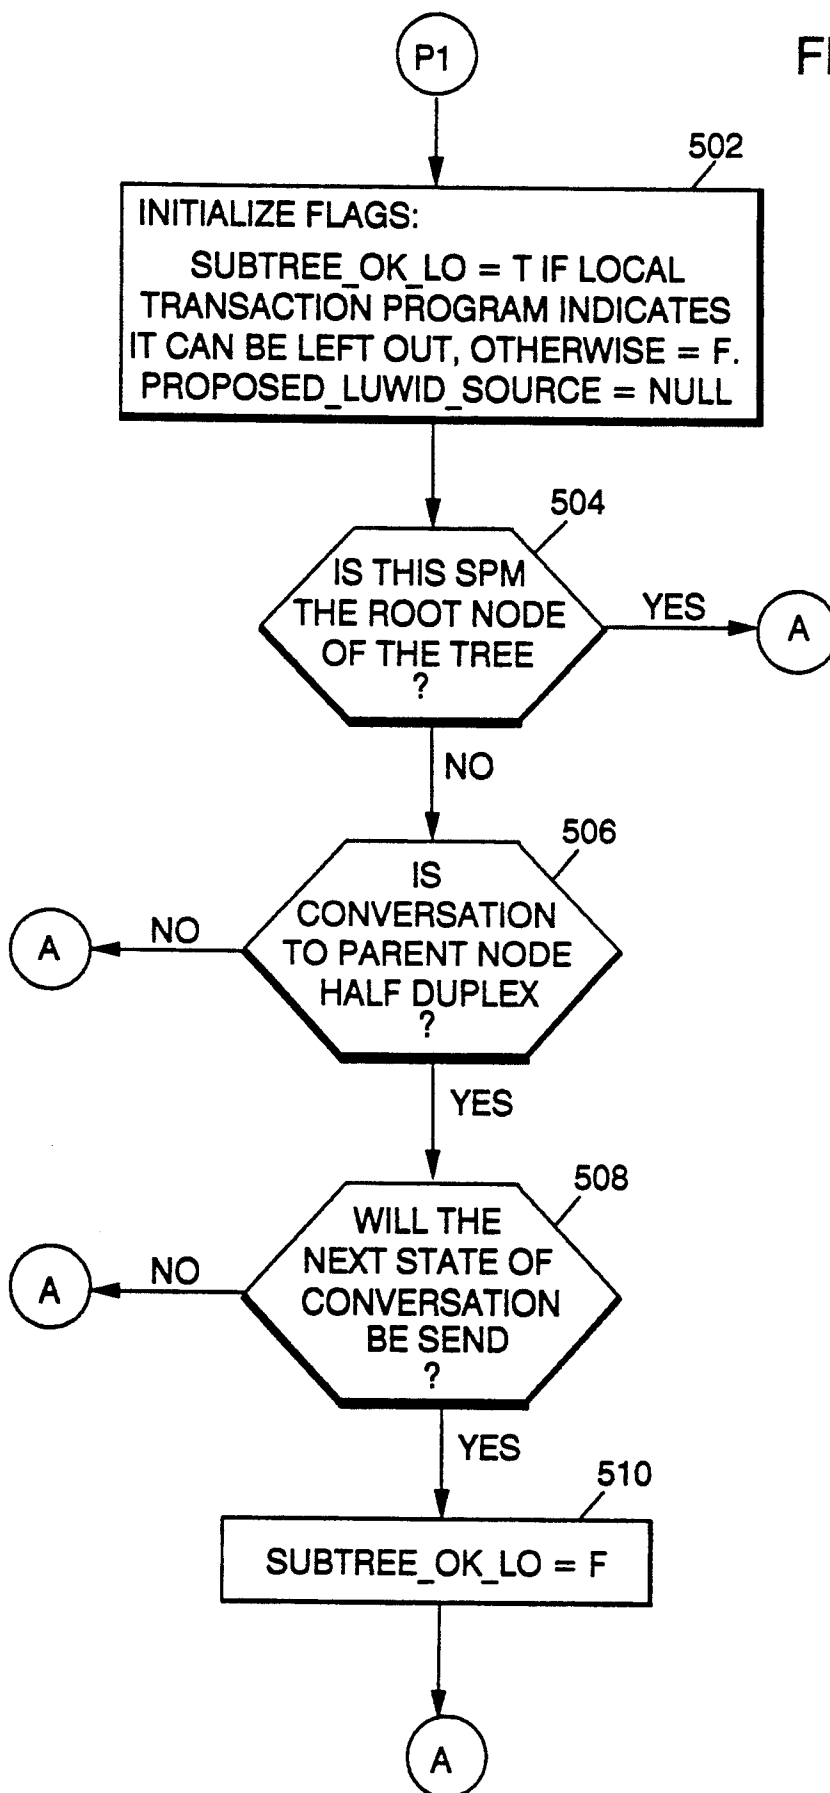 P1
502
INITIALIZE FLAGS:
SUBTREE_OK_LO = T IF LOCAL
TRANSACTION PROGRAM INDICATES
IT CAN BE LEFT OUT, OTHERWISE = F.
PROPOSED_LUWID_SOURCE = NULL
504
IS THIS SPM
THE ROOT NODE
OF THE TREE
?
YES
A
NO
506
IS
CONVERSATION
TO PARENT NODE
HALF DUPLEX
?
NO
A
YES
508
WILL THE
NEXT STATE OF
CONVERSATION
BE SEND
?
NO
A
YES
510
SUBTREE_OK_LO = F
A